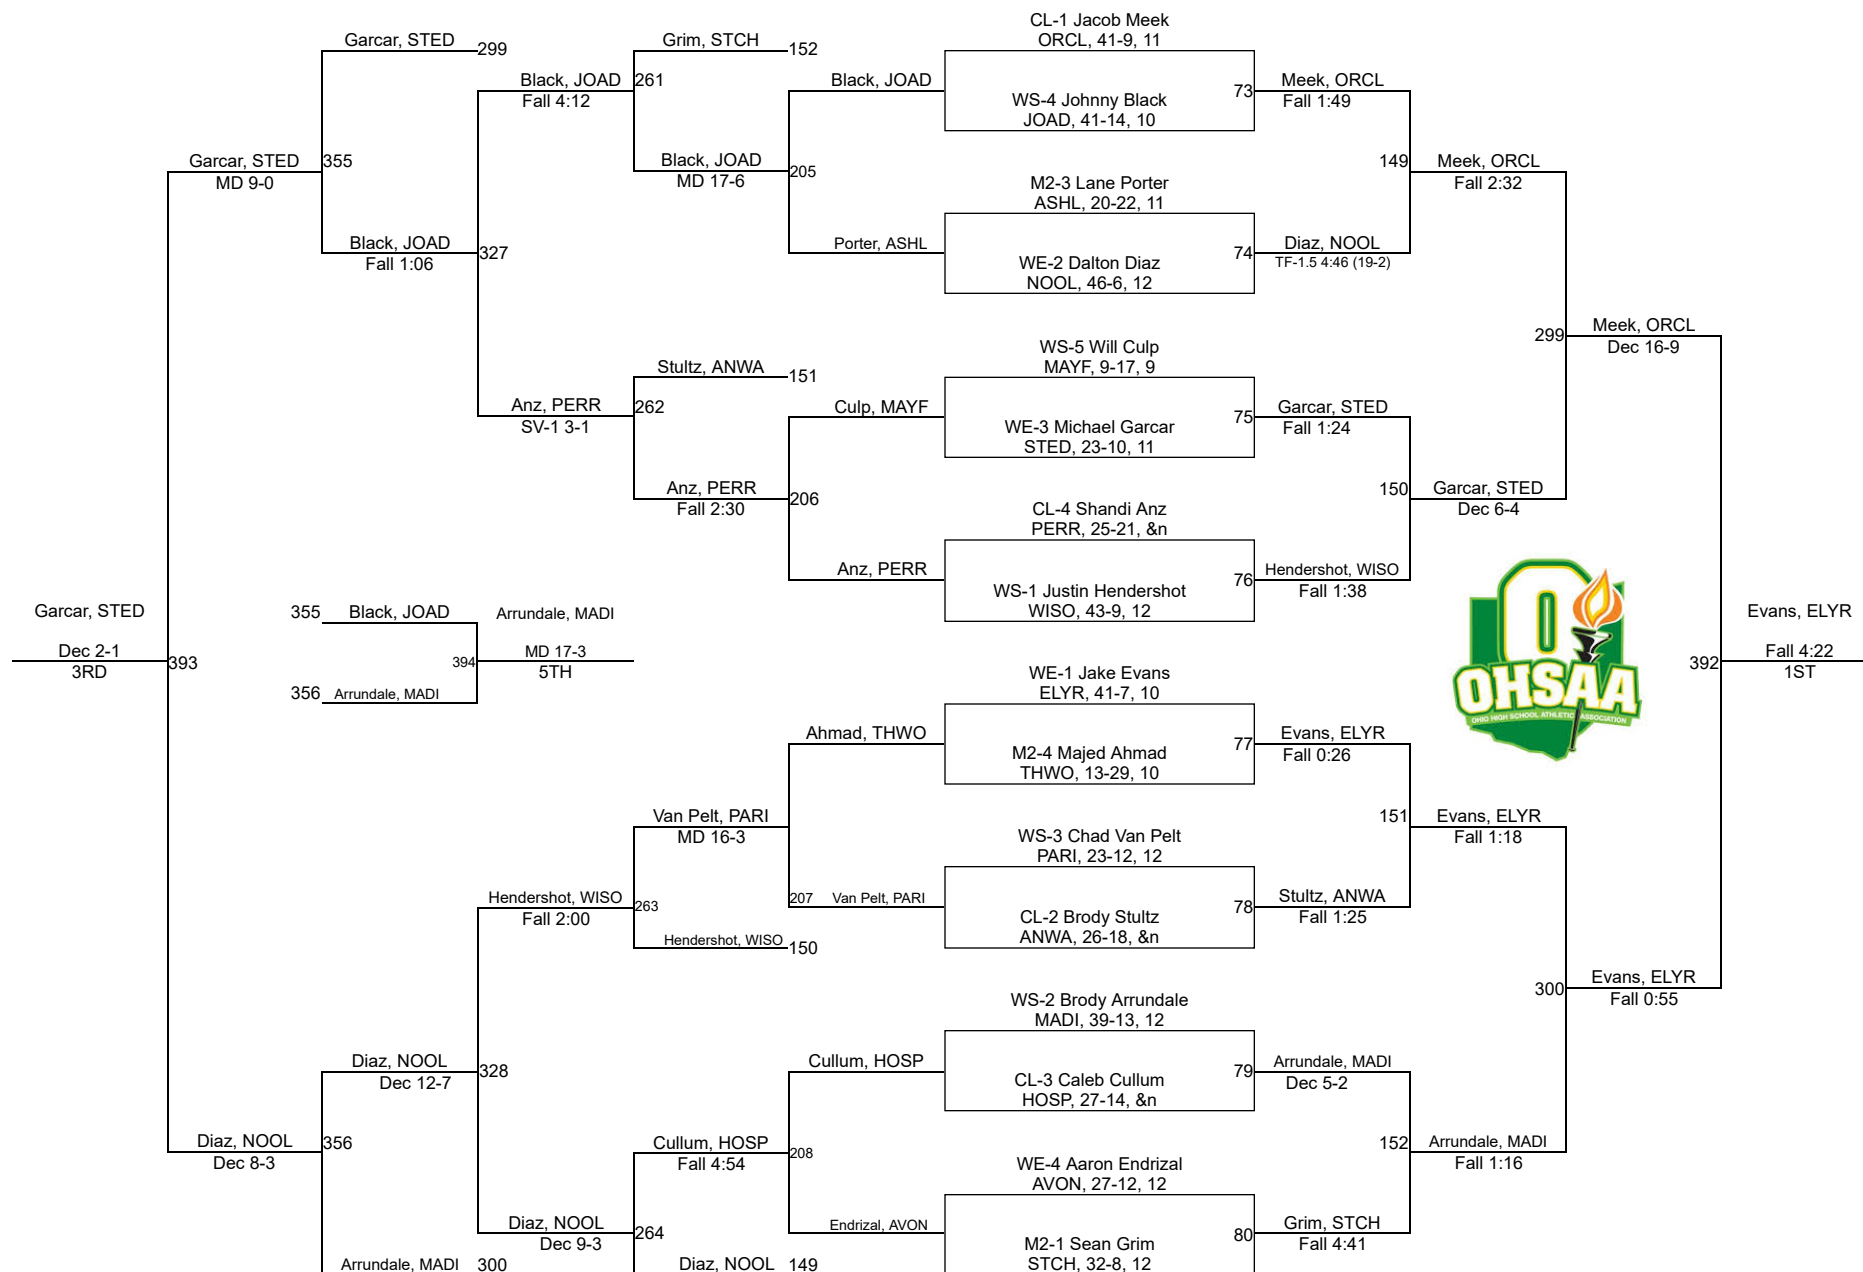 CL-1 Jacob Meek
ORCL, 41-9, 11
Garcar, STED 299
Grim, STCH 152
Black, JOAD 261
Fall 4:12
Black, JOAD
73 Meek, ORCL
Fall 1:49
WS-4 Johnny Black
JOAD, 41-14, 10
Garcar, STED 355
MD 9-0
Black, JOAD 205
MD 17-6
149 Meek, ORCL
Fall 2:32
M2-3 Lane Porter
ASHL, 20-22, 11
Black, JOAD 327
Fall 1:06
Porter, ASHL
74 Diaz, NOOL
TF-1.5 4:46 (19-2)
WE-2 Dalton Diaz
NOOL, 46-6, 12
299 Meek, ORCL
Dec 16-9
WS-5 Will Culp
MAYF, 9-17, 9
Stultz, ANWA 151
Anz, PERR 262
SV-1 3-1
Culp, MAYF
75 Garcar, STED
Fall 1:24
WE-3 Michael Garcar
STED, 23-10, 11
Anz, PERR 206
Fall 2:30
150 Garcar, STED
Dec 6-4
CL-4 Shandi Anz
PERR, 25-21, &n
Anz, PERR
76 Hendershot, WISO
Fall 1:38
WS-1 Justin Hendershot
WISO, 43-9, 12
Garcar, STED
Dec 2-1
3RD
393
355 Black, JOAD
Arrundale, MADI
394 MD 17-3
5TH
356 Arrundale, MADI
O
OHSAA
OHIO HIGH SCHOOL ATHLETIC ASSOCIATION
Evans, ELYR
392 Fall 4:22
1ST
WE-1 Jake Evans
ELYR, 41-7, 10
Ahmad, THWO
77 Evans, ELYR
Fall 0:26
M2-4 Majed Ahmad
THWO, 13-29, 10
Van Pelt, PARI
MD 16-3
151 Evans, ELYR
Fall 1:18
WS-3 Chad Van Pelt
PARI, 23-12, 12
Hendershot, WISO 263
Fall 2:00
207 Van Pelt, PARI
78 Stultz, ANWA
Fall 1:25
CL-2 Brody Stultz
ANWA, 26-18, &n
Hendershot, WISO 150
300 Evans, ELYR
Fall 0:55
WS-2 Brody Arrundale
MADI, 39-13, 12
Diaz, NOOL 328
Dec 12-7
Cullum, HOSP
79 Arrundale, MADI
Dec 5-2
CL-3 Caleb Cullum
HOSP, 27-14, &n
Diaz, NOOL 356
Dec 8-3
Cullum, HOSP 208
Fall 4:54
152 Arrundale, MADI
Fall 1:16
WE-4 Aaron Endrizal
AVON, 27-12, 12
Diaz, NOOL 264
Dec 9-3
Endrizal, AVON
80 Grim, STCH
Fall 4:41
M2-1 Sean Grim
STCH, 32-8, 12
Arrundale, MADI 300
Diaz, NOOL 149